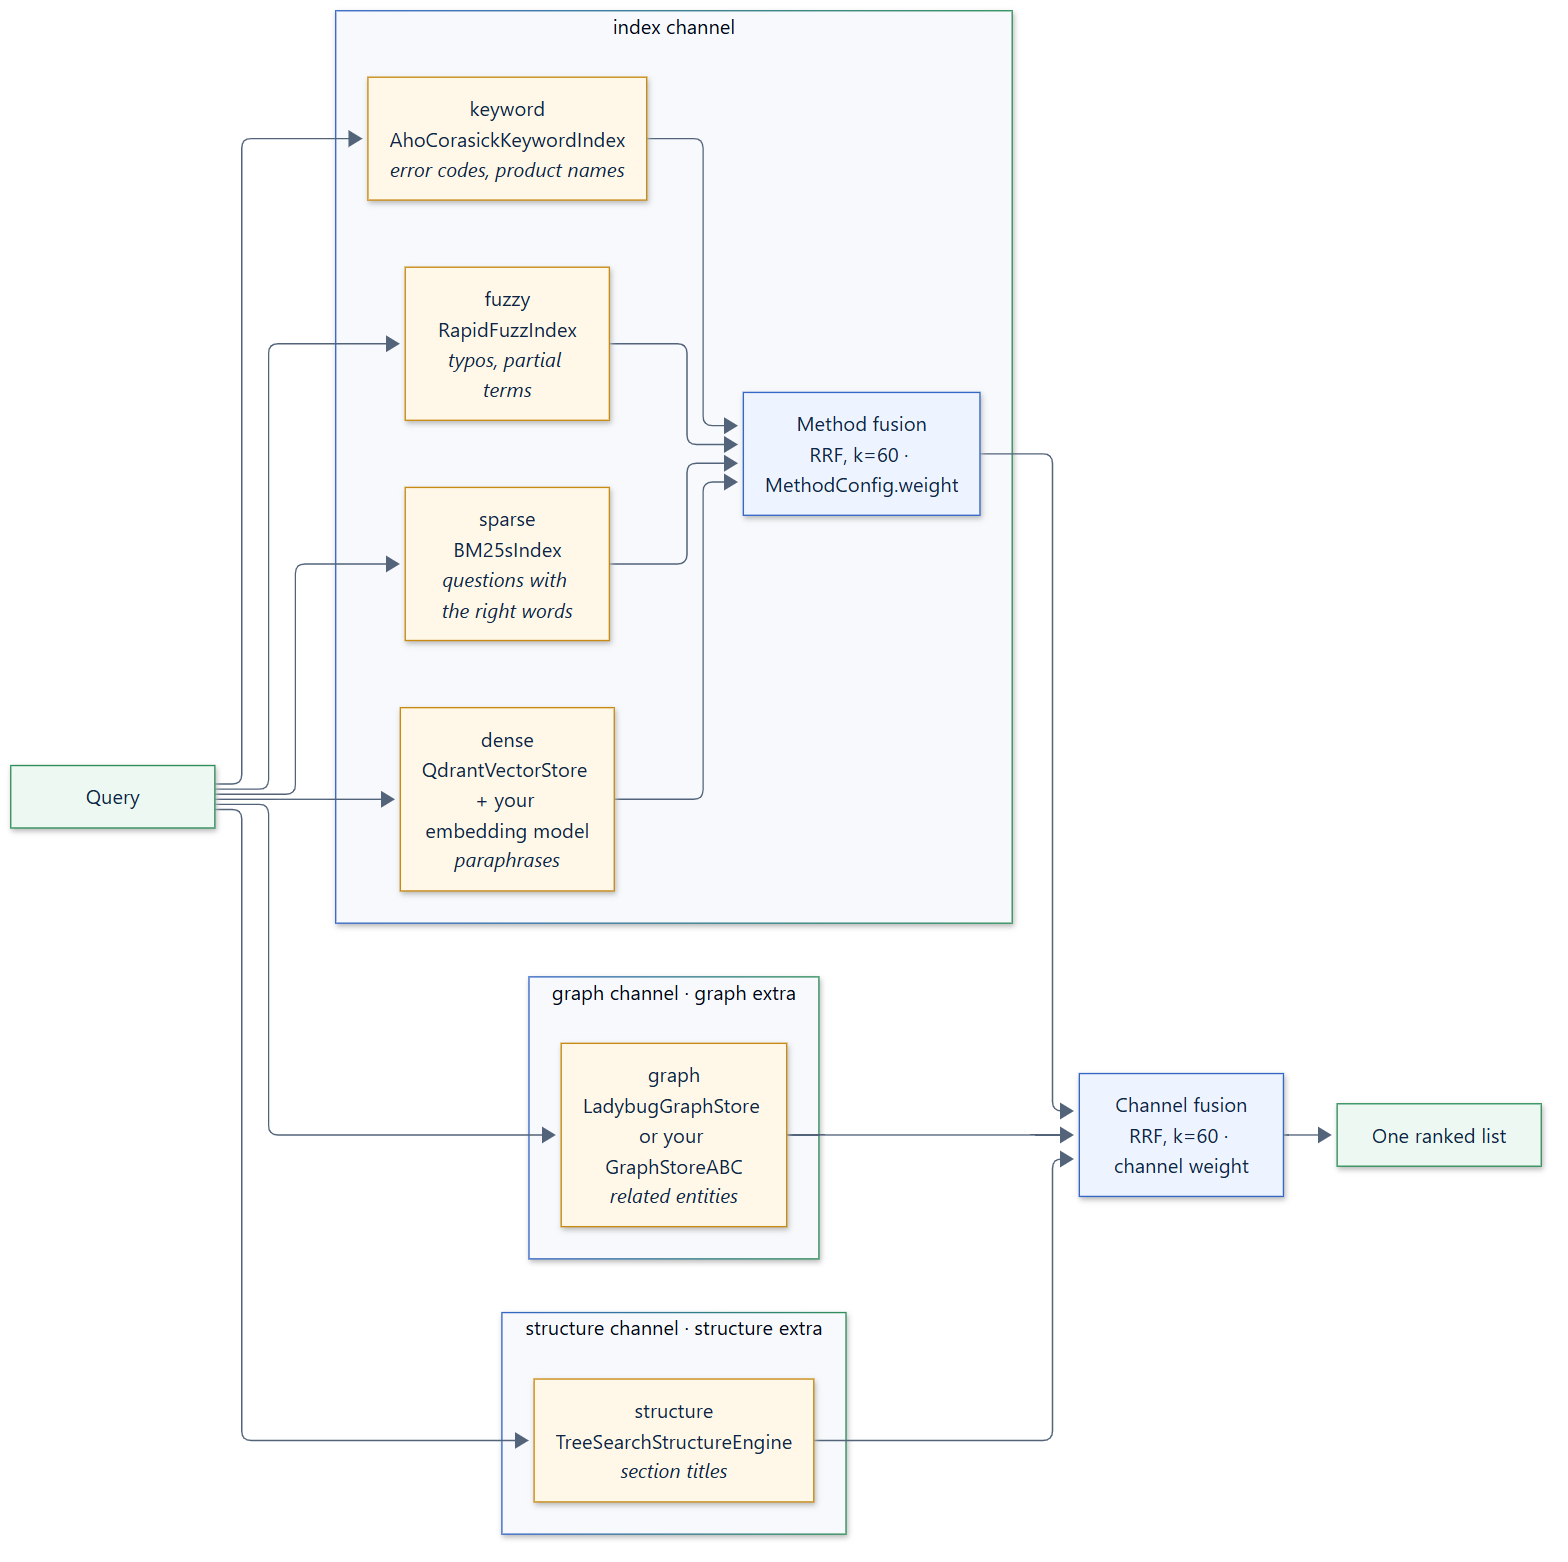 index channel
keyword
AhoCorasickKeywordIndex
error codes, product names
fuzzy
RapidFuzzIndex
typos, partial
terms
sparse
BM25sIndex
questions with
the right words
dense
QdrantVectorStore
+ your
embedding model
paraphrases
Method fusion
RRF, k=60 ·
MethodConfig.weight
Query
graph channel · graph extra
graph
LadybugGraphStore
or your
GraphStoreABC
related entities
structure channel · structure extra
structure
TreeSearchStructureEngine
section titles
Channel fusion
RRF, k=60 ·
channel weight
One ranked list